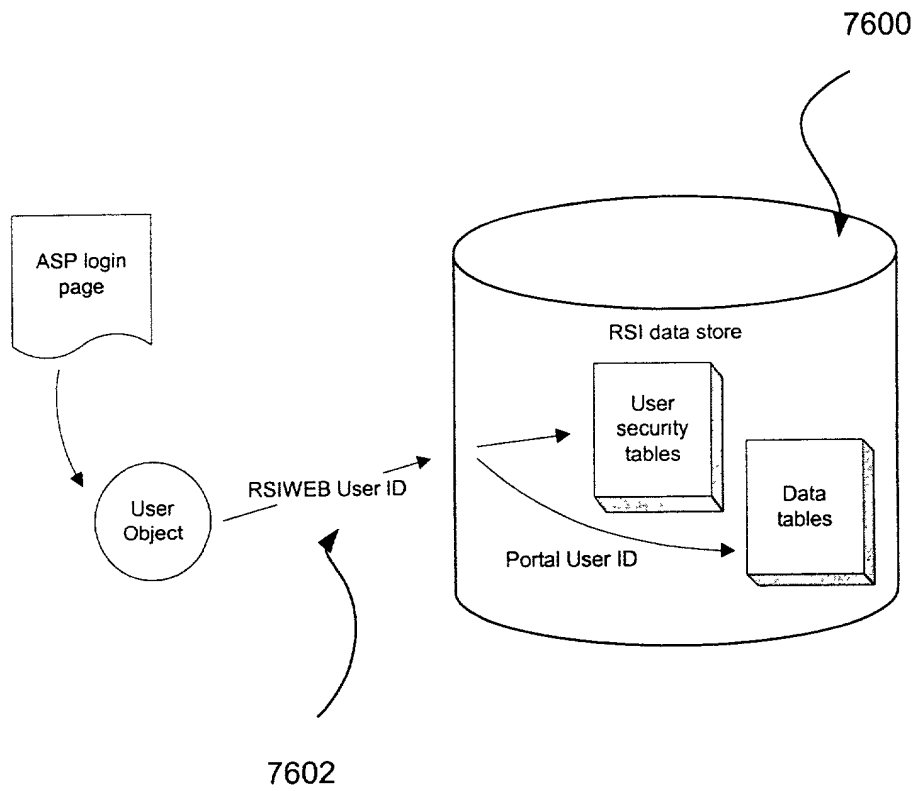 7600
ASP login
page
RSI data store
User
security
tables
User
Object
RSIWEB User ID
Data
tables
Portal User ID
7602